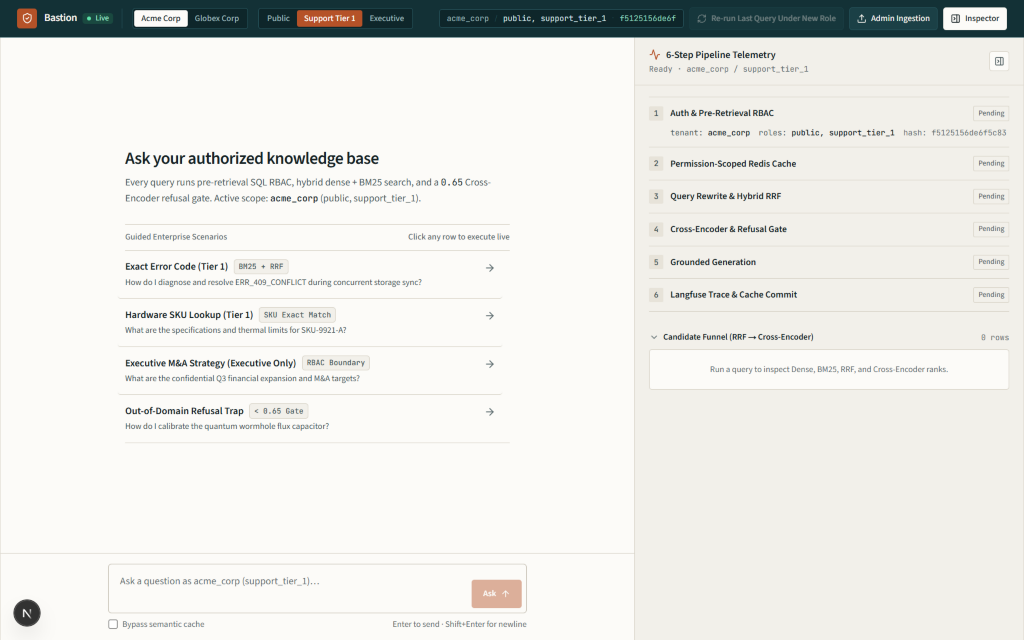 Bastion
Live
Acme Corp
Globex Corp
Public
Support Tier 1
Executive
acme_corp / public, support_tier_1 f5125156de6f
Re-run Last Query Under New Role
Admin Ingestion
Inspector
Ask your authorized knowledge base
Every query runs pre-retrieval SQL RBAC, hybrid dense + BM25 search, and a 0.65 Cross-
Encoder refusal gate. Active scope: acme_corp (public, support_tier_1).
Guided Enterprise Scenarios
Click any row to execute live
Exact Error Code (Tier 1) BM25 + RRF
How do I diagnose and resolve ERR_409_CONFLICT during concurrent storage sync?
Hardware SKU Lookup (Tier 1) SKU Exact Match
What are the specifications and thermal limits for SKU-9921-A?
Executive M&A Strategy (Executive Only) RBAC Boundary
What are the confidential Q3 financial expansion and M&A targets?
Out-of-Domain Refusal Trap < 0.65 Gate
How do I calibrate the quantum wormhole flux capacitor?
Ask a question as acme_corp (support_tier_1)…
Ask
Bypass semantic cache
Enter to send · Shift+Enter for newline
N
6-Step Pipeline Telemetry
Ready · acme_corp / support_tier_1
1 Auth & Pre-Retrieval RBAC Pending
tenant: acme_corp roles: public, support_tier_1 hash: f5125156de6f5c83
2 Permission-Scoped Redis Cache Pending
3 Query Rewrite & Hybrid RRF Pending
4 Cross-Encoder & Refusal Gate Pending
5 Grounded Generation Pending
6 Langfuse Trace & Cache Commit Pending
Candidate Funnel (RRF → Cross-Encoder) 0 rows
Run a query to inspect Dense, BM25, RRF, and Cross-Encoder ranks.